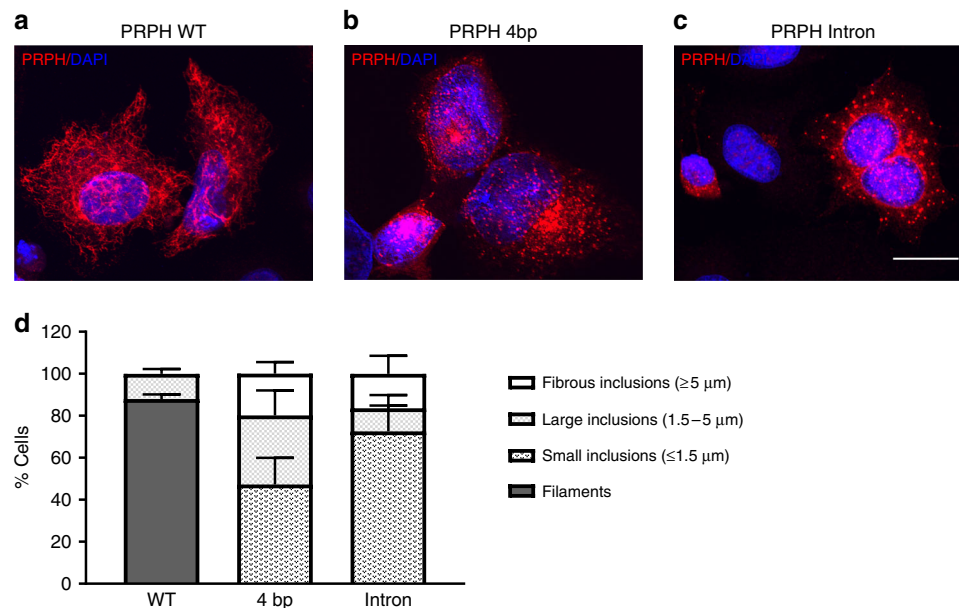 a
PRPH WT
PRPH/DAPI
b
PRPH 4bp
PRPH/DAPI
c
PRPH Intron
PRPH/DAPI
d
% Cells
120
100
80
60
40
20
0
WT
4 bp
Intron
Fibrous inclusions (≥5 μm)
Large inclusions (1.5–5 μm)
Small inclusions (≤1.5 μm)
Filaments